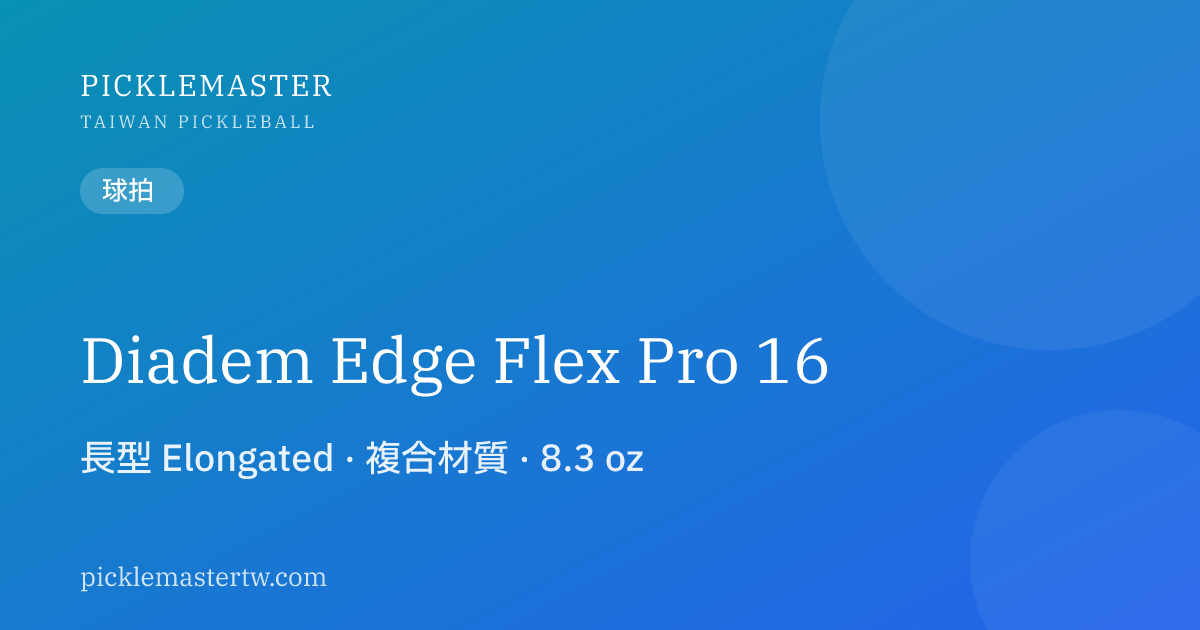 PICKLEMASTER
TAIWAN PICKLEBALL
球拍
Diadem Edge Flex Pro 16
長型 Elongated · 複合材質 · 8.3 oz
picklemastertw.com